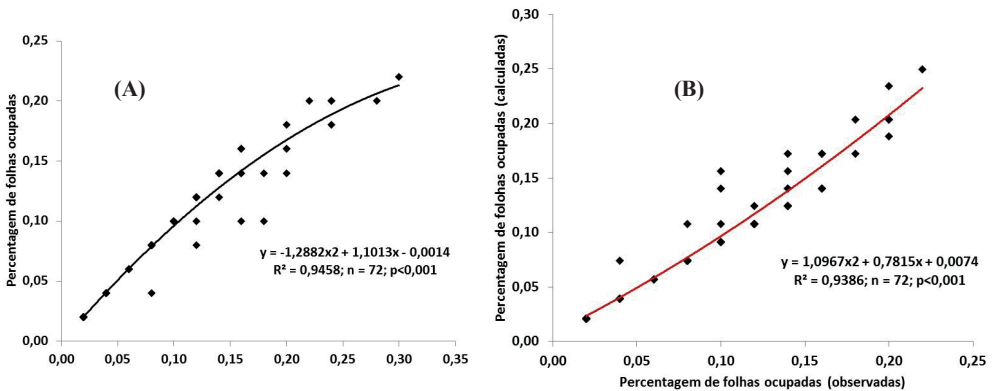 (A)
Percentagem de folhas ocupadas
0,25
0,20
0,15
0,10
0,05
0,00
y = -1,2882x2 + 1,1013x - 0,0014
R² = 0,9458; n = 72; p<0,001
0,00 0,05 0,10 0,15 0,20 0,25 0,30 0,35
(B)
Percentagem de folohas ocupadas (calculadas)
0,30
0,25
0,20
0,15
0,10
0,05
0,00
y = 1,0967x2 + 0,7815x + 0,0074
R² = 0,9386; n = 72; p<0,001
0,00 0,05 0,10 0,15 0,20 0,25
Percentagem de folhas ocupadas (observadas)